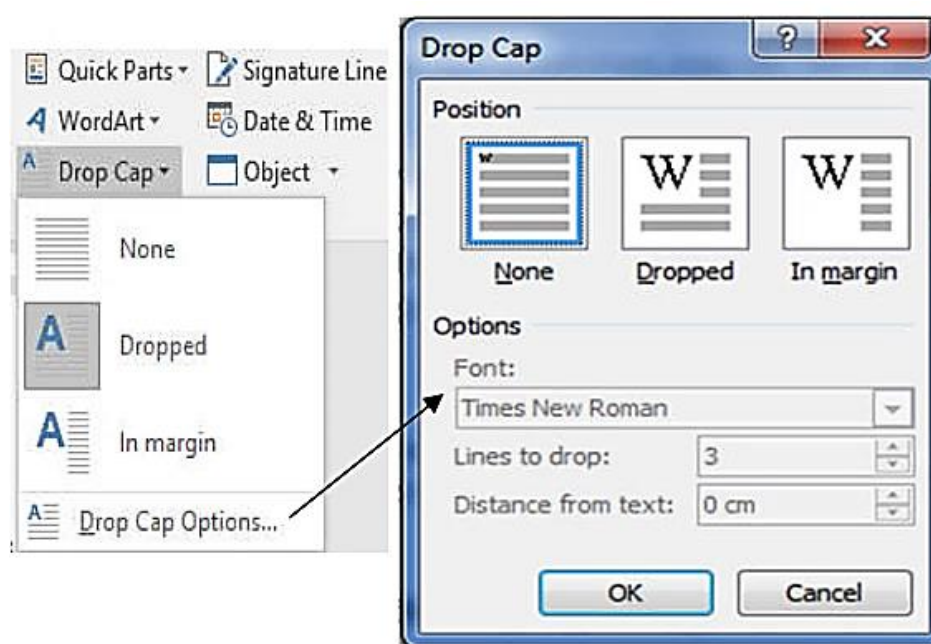 Quick Parts Signature Line
WordArt Date & Time
Drop Cap Object
None
Dropped
In margin
Drop Cap Options...
Drop Cap
?
Position
W
W
W
None Dropped In margin
Options
Font:
Times New Roman
Lines to drop: 3
Distance from text: 0 cm
OK Cancel